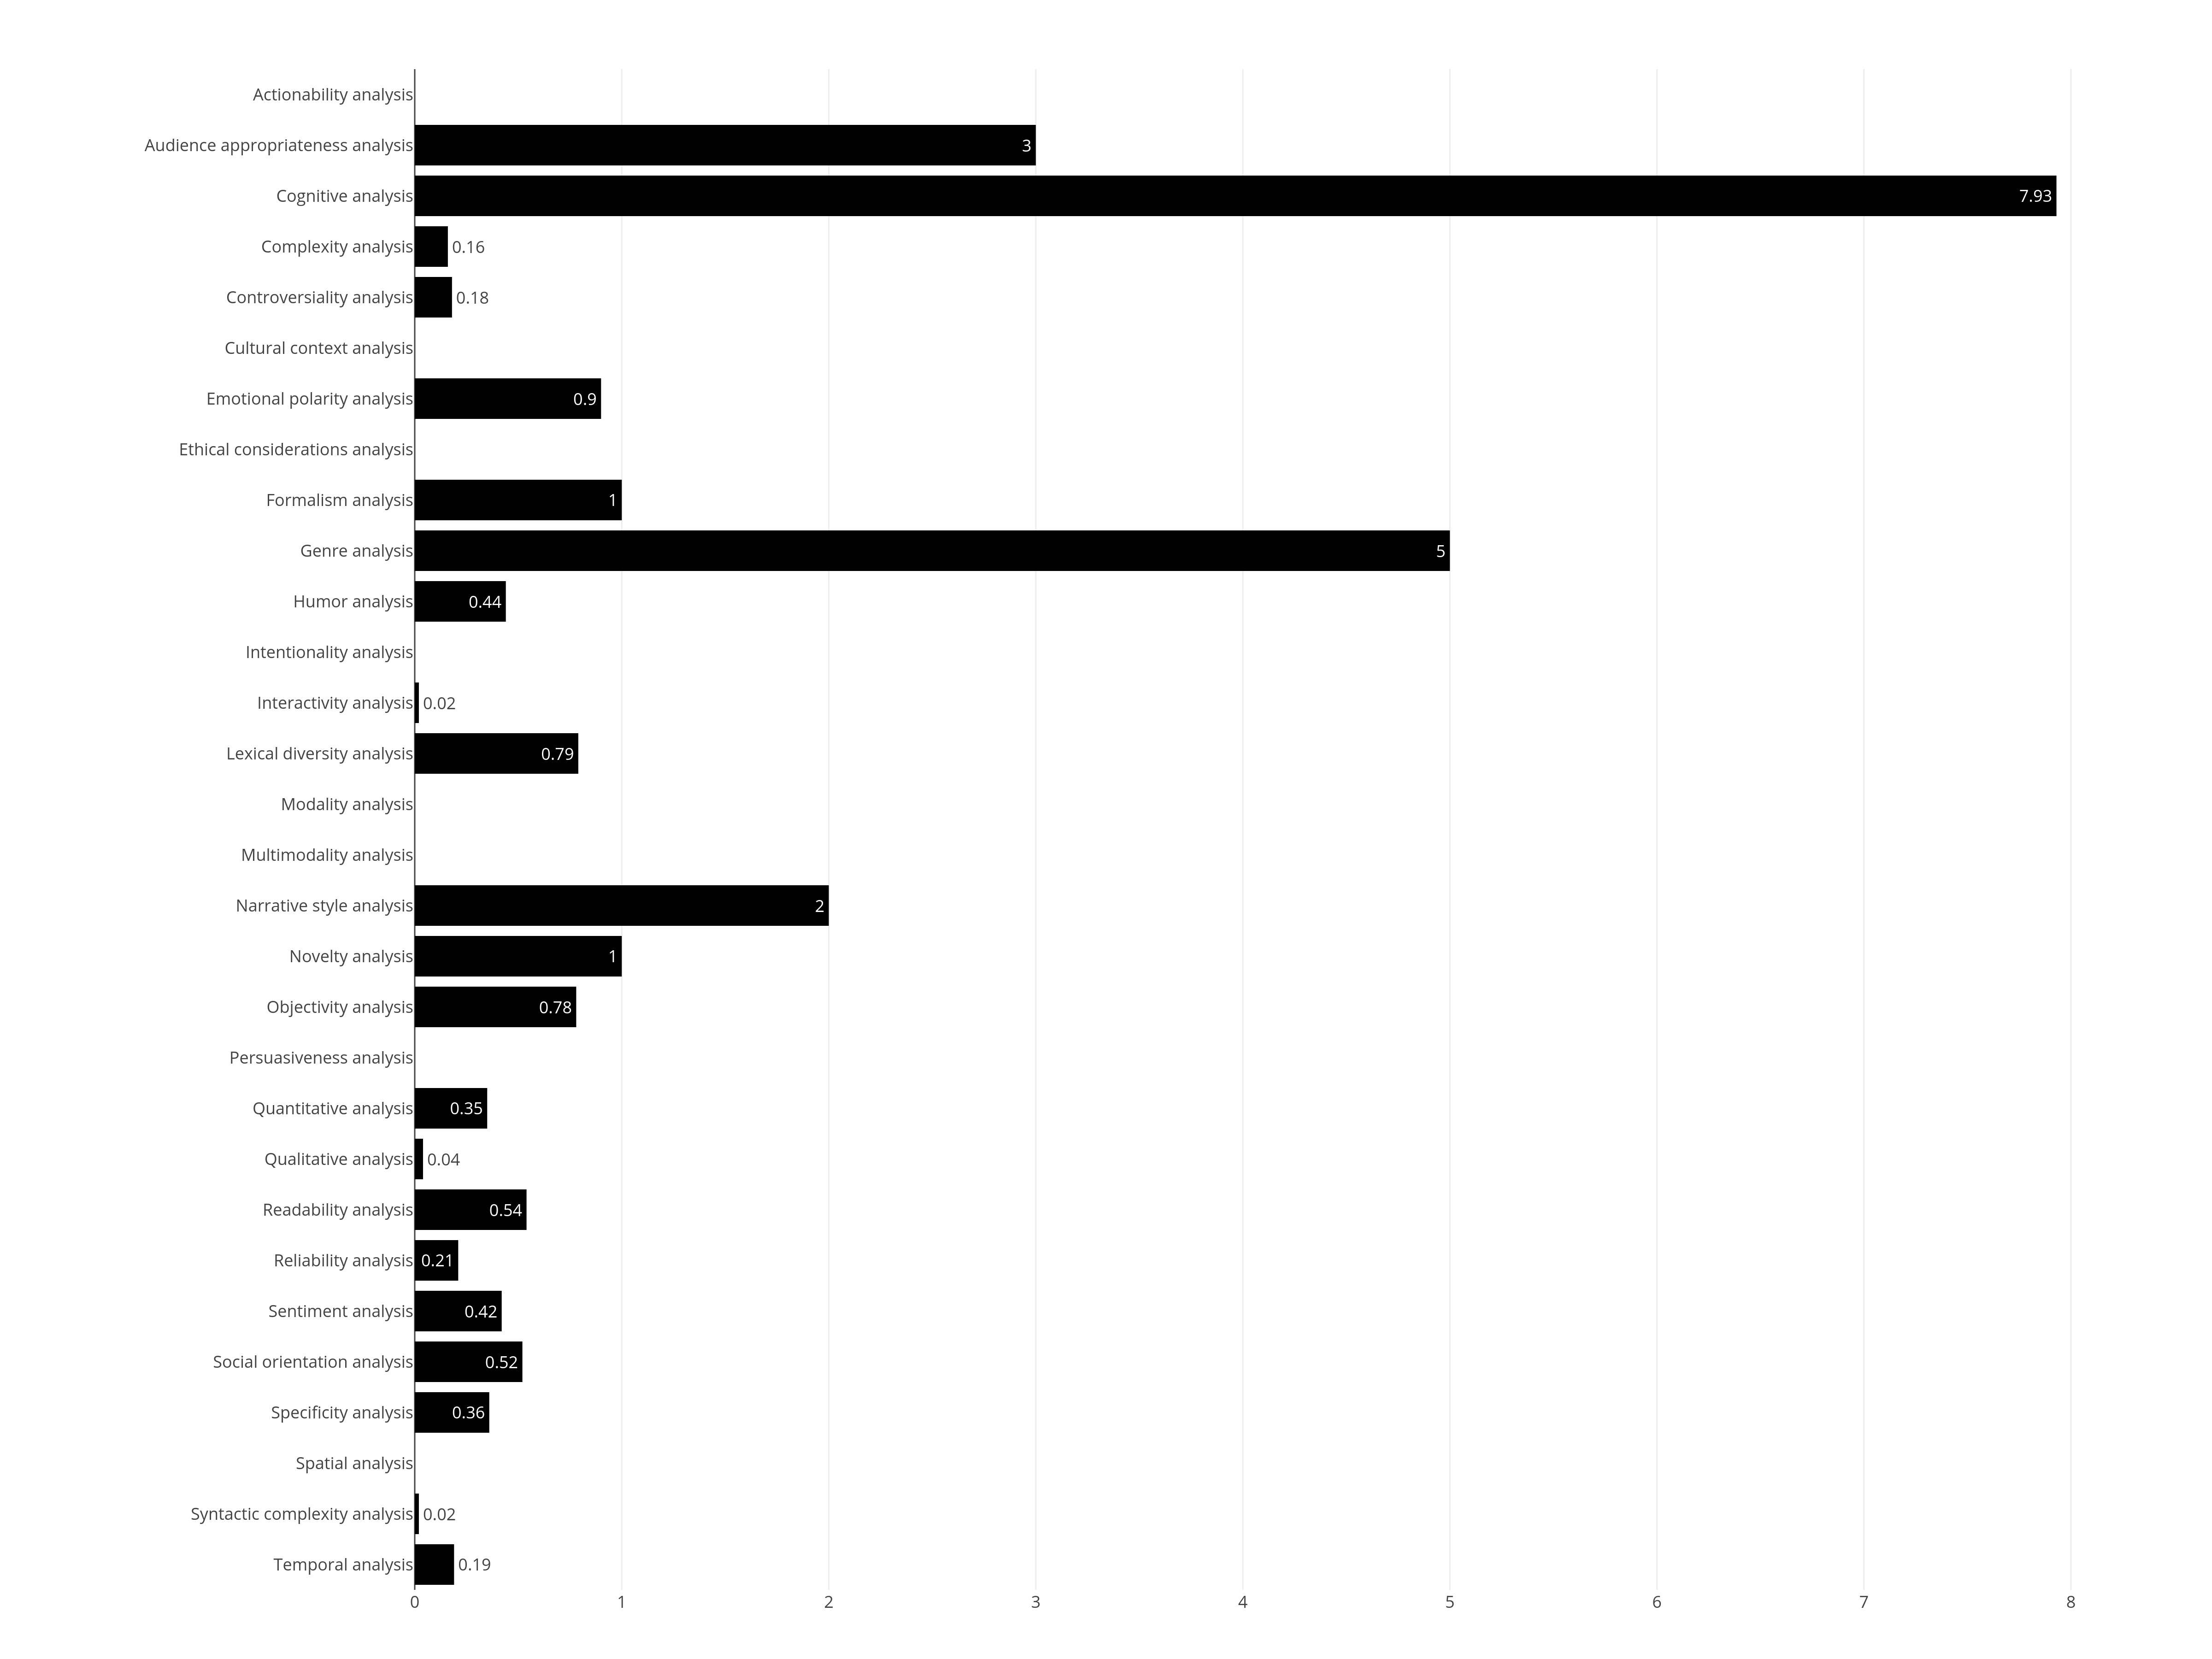 Actionability analysis
Audience appropriateness analysis 3
Cognitive analysis 7.93
Complexity analysis 0.16
Controversiality analysis 0.18
Cultural context analysis
Emotional polarity analysis 0.9
Ethical considerations analysis
Formalism analysis 1
Genre analysis 5
Humor analysis 0.44
Intentionality analysis
Interactivity analysis 0.02
Lexical diversity analysis 0.79
Modality analysis
Multimodality analysis
Narrative style analysis 2
Novelty analysis 1
Objectivity analysis 0.78
Persuasiveness analysis
Quantitative analysis 0.35
Qualitative analysis 0.04
Readability analysis 0.54
Reliability analysis 0.21
Sentiment analysis 0.42
Social orientation analysis 0.52
Specificity analysis 0.36
Spatial analysis
Syntactic complexity analysis 0.02
Temporal analysis 0.19
0 1 2 3 4 5 6 7 8